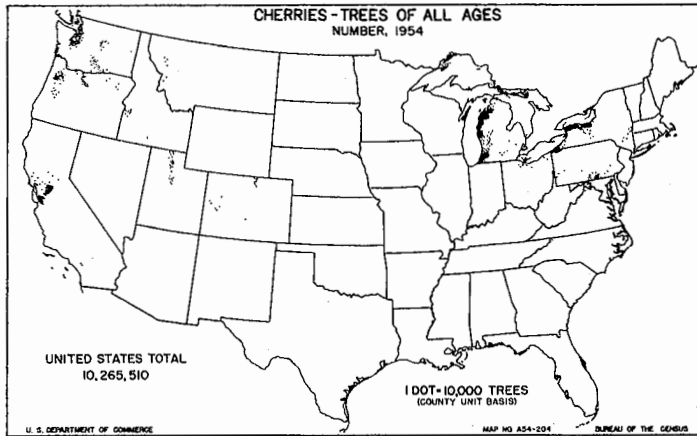 CHERRIES - TREES OF ALL AGES
NUMBER, 1954
UNITED STATES TOTAL
10,265,510
1 DOT=10,000 TREES
(COUNTY UNIT BASIS)
U. S. DEPARTMENT OF COMMERCE
MAP NO A54-204
BUREAU OF THE CENSUS